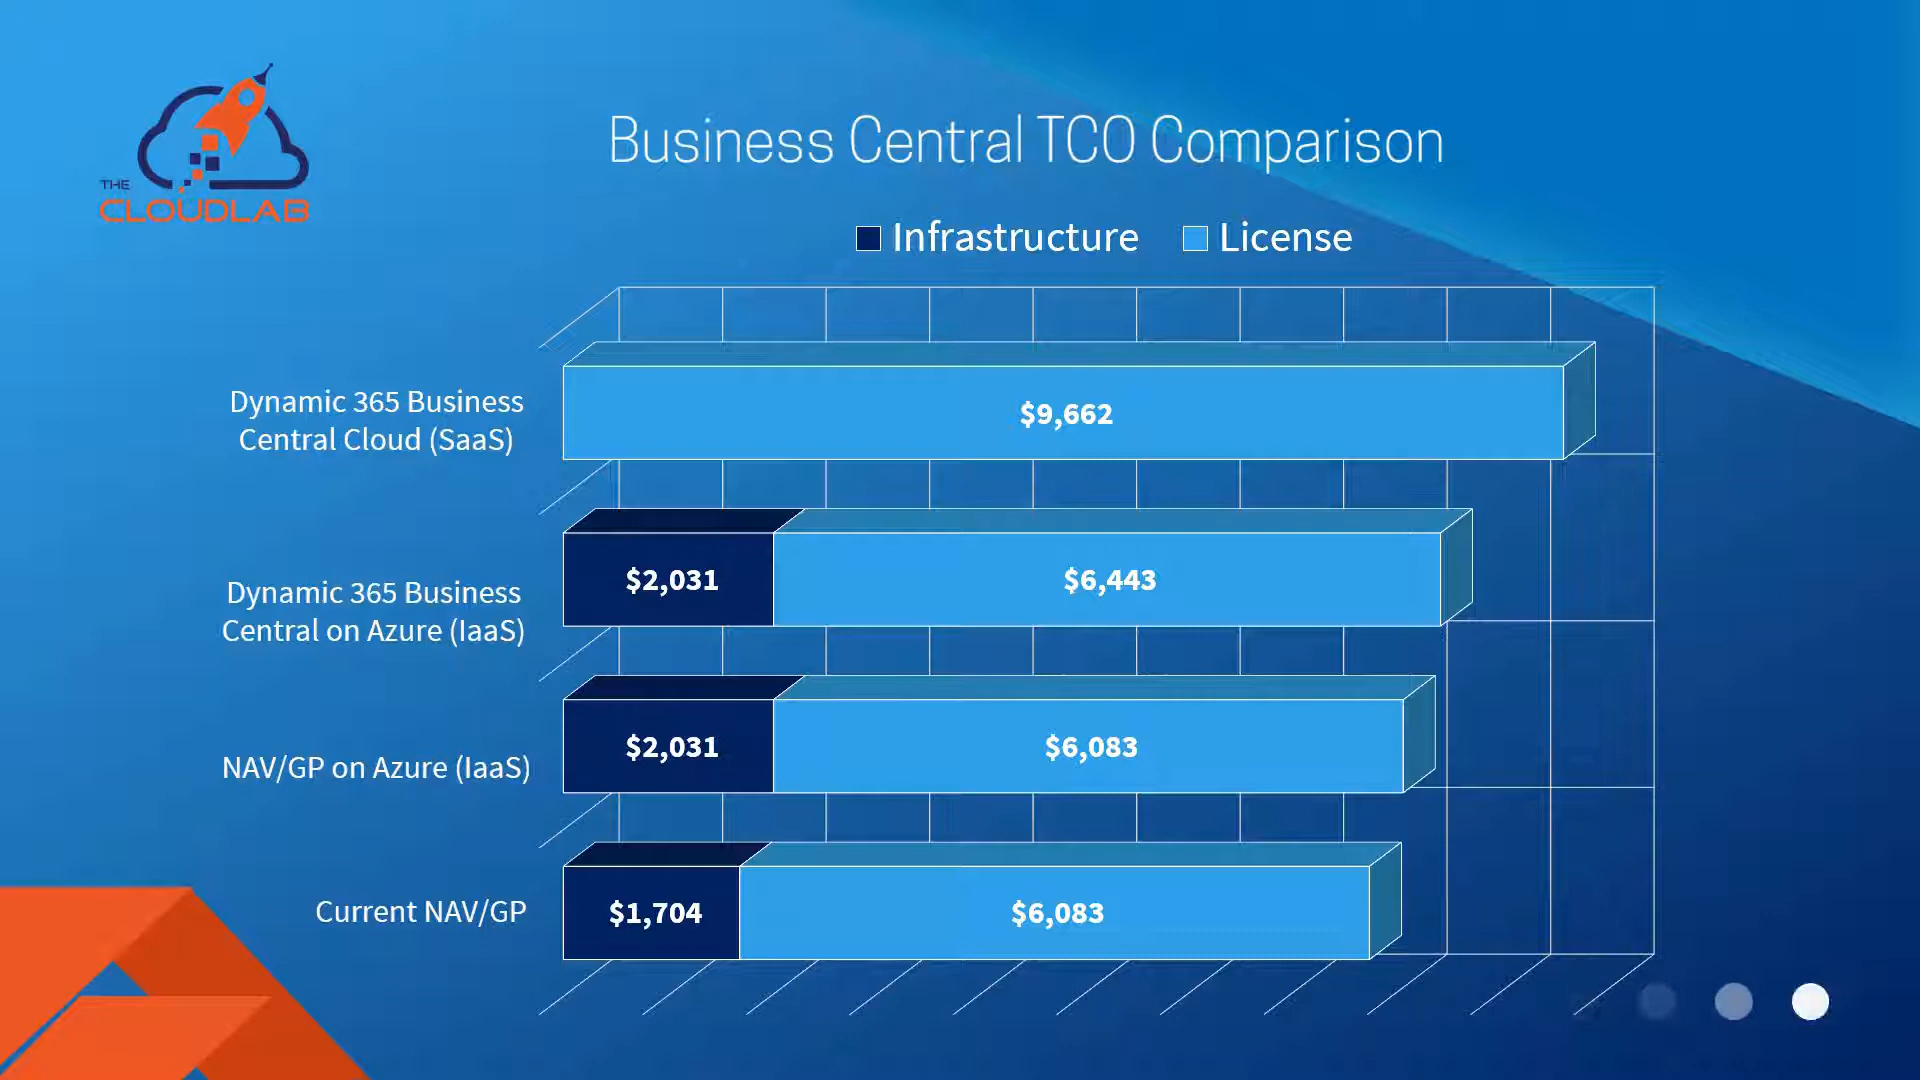 THE
CLOUDLAB
Business Central TCO Comparison
Infrastructure License
Dynamic 365 Business
Central Cloud (SaaS)
$9,662
Dynamic 365 Business
Central on Azure (IaaS)
$2,031 $6,443
NAV/GP on Azure (IaaS)
$2,031 $6,083
Current NAV/GP
$1,704 $6,083